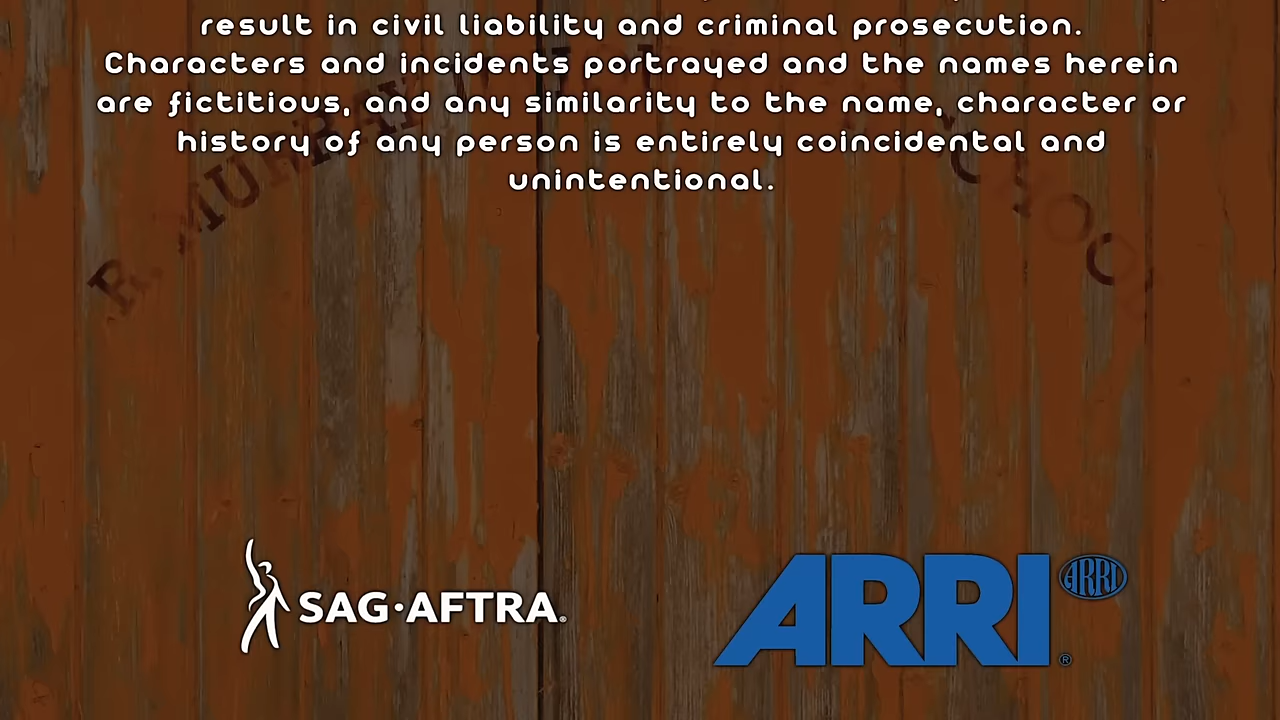 result in civil liability and criminal prosecution.
Characters and incidents portrayed and the names herein
are fictitious, and any similarity to the name, character or
history of any person is entirely coincidental and
unintentional.
R. MURRAY
SAG·AFTRA®
ARRI ARRI ®